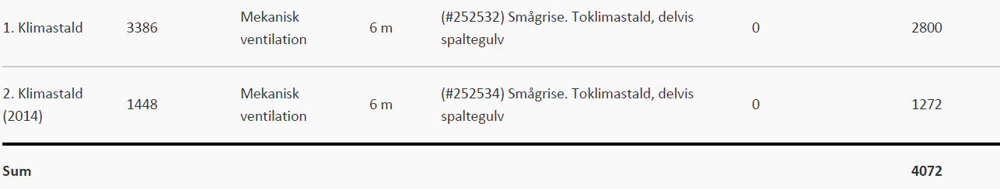 1. Klimastald 3386 Mekanisk ventilation 6 m (#252532) Smågrise. Toklimastald, delvis spaltegulv 0 2800
2. Klimastald (2014) 1448 Mekanisk ventilation 6 m (#252534) Smågrise. Toklimastald, delvis spaltegulv 0 1272
Sum 4072